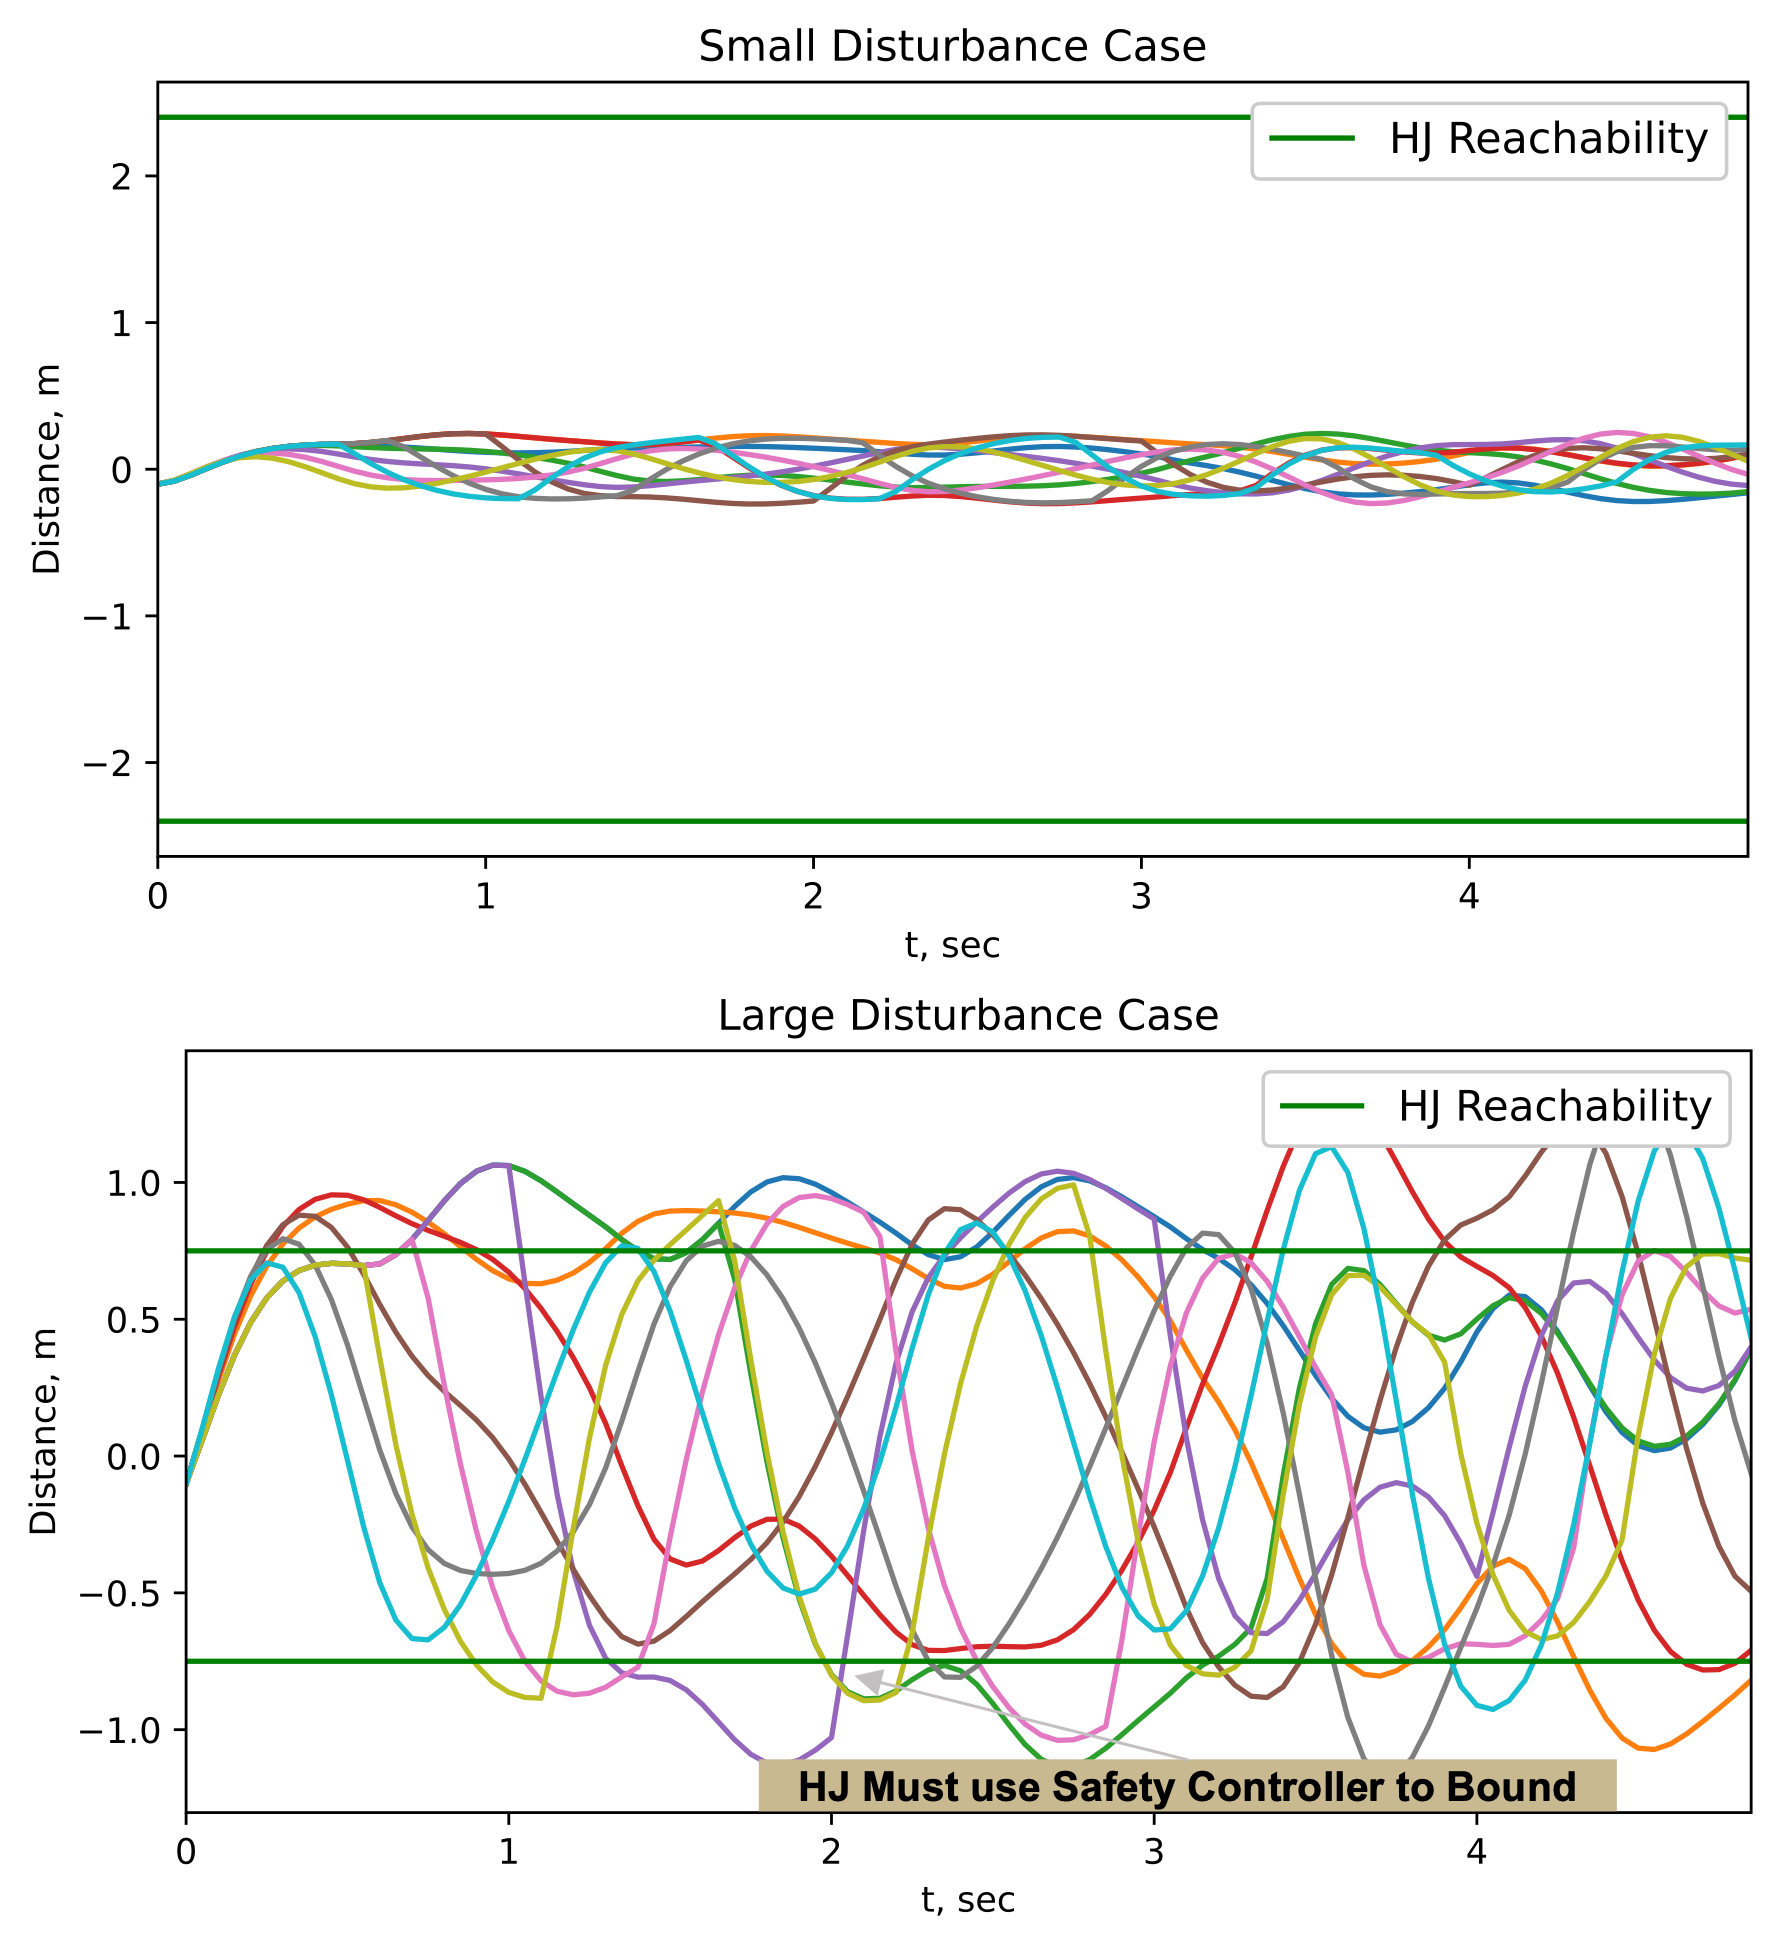 Small Disturbance Case
HJ Reachability
2
1
0
−1
−2
Distance, m
0 1 2 3 4
t, sec
Large Disturbance Case
HJ Reachability
1.0
0.5
0.0
−0.5
−1.0
Distance, m
HJ Must use Safety Controller to Bound
0 1 2 3 4
t, sec